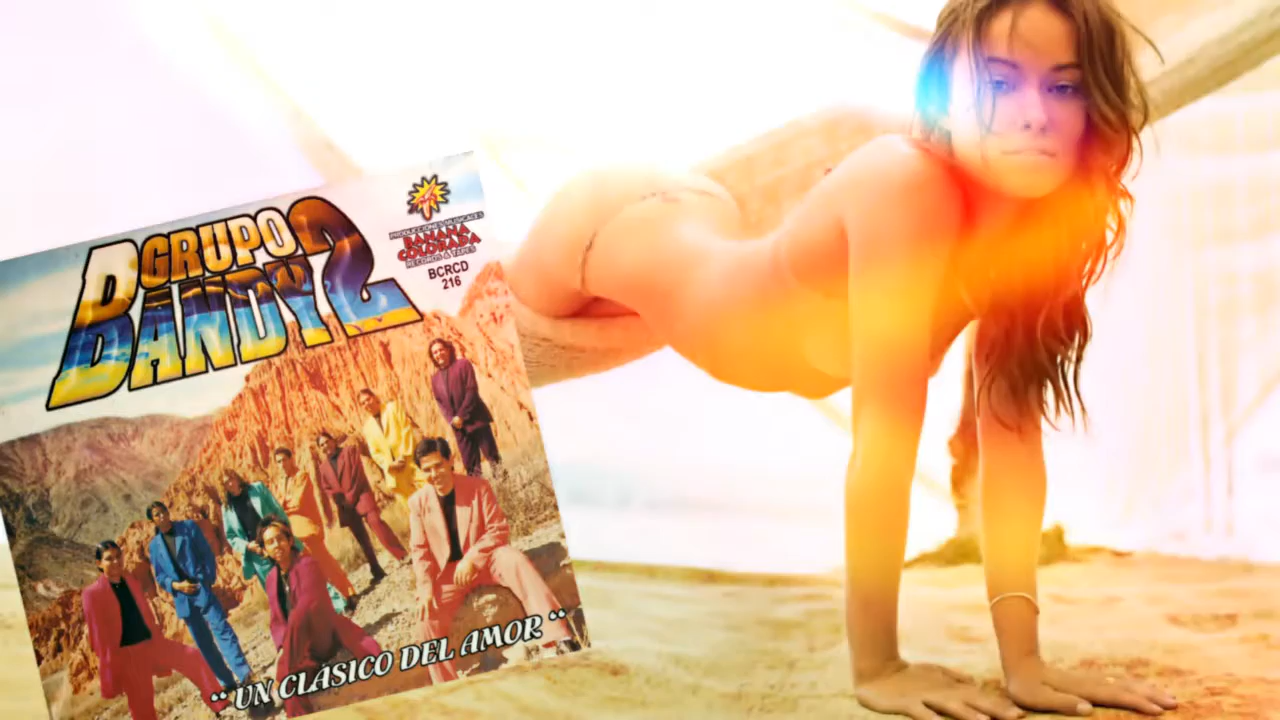 GRUPO
BANDY2
PRODUCCIONES MUSICALES
BANANA
COLORADA
RECORDS & TAPES
BCRCD
216
“ UN CLASICO DEL AMOR “